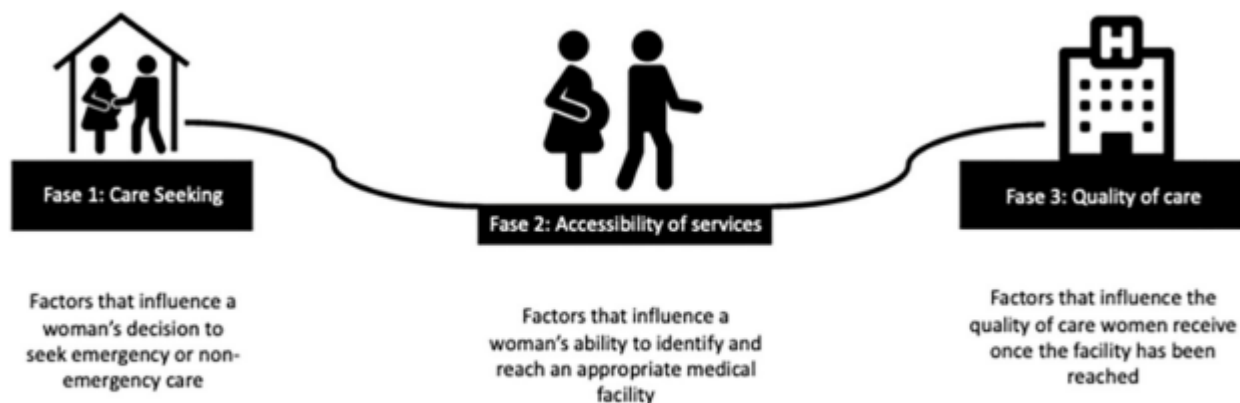 H
Fase 1: Care Seeking
Fase 2: Accessibility of services
Fase 3: Quality of care
Factors that influence a
woman's decision to
seek emergency or non-
emergency care
Factors that influence a
woman's ability to identify and
reach an appropriate medical
facility
Factors that influence the
quality of care women receive
once the facility has been
reached